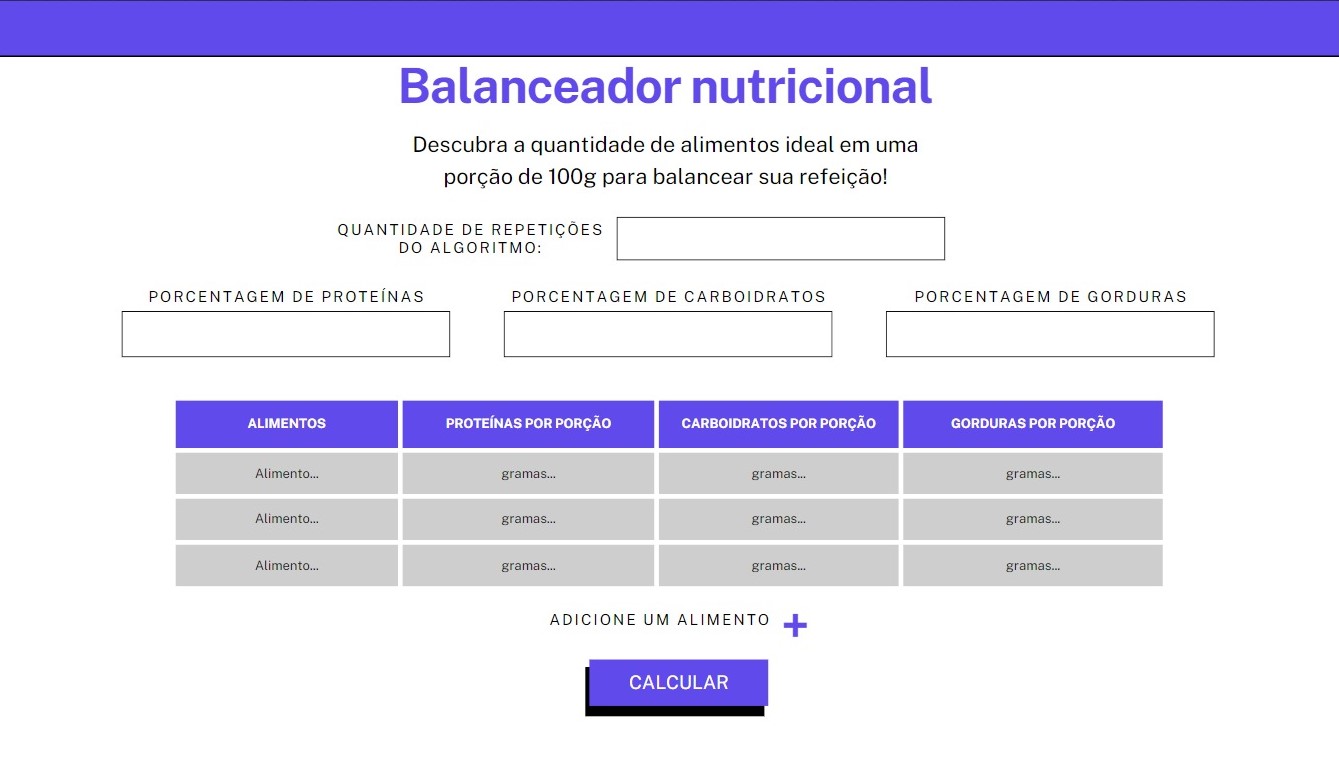 Balanceador nutricional
Descubra a quantidade de alimentos ideal em uma
porção de 100g para balancear sua refeição!
QUANTIDADE DE REPETIÇÕES
DO ALGORITMO:
PORCENTAGEM DE PROTEÍNAS PORCENTAGEM DE CARBOIDRATOS PORCENTAGEM DE GORDURAS
ALIMENTOS PROTEÍNAS POR PORÇÃO CARBOIDRATOS POR PORÇÃO GORDURAS POR PORÇÃO
Alimento... gramas... gramas... gramas...
Alimento... gramas... gramas... gramas...
Alimento... gramas... gramas... gramas...
ADICIONE UM ALIMENTO +
CALCULAR